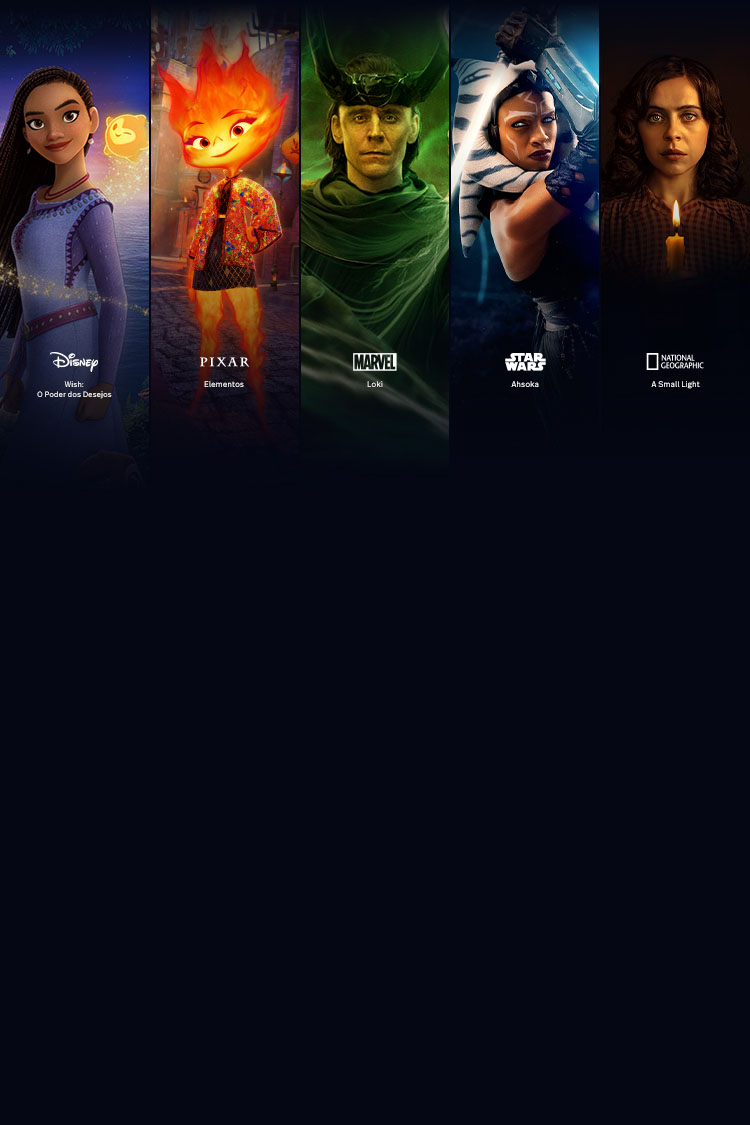 Disney
Wish:
O Poder dos Desejos
PIXAR
Elementos
MARVEL
Loki
STAR
WARS
Ahsoka
NATIONAL
GEOGRAPHIC
A Small Light